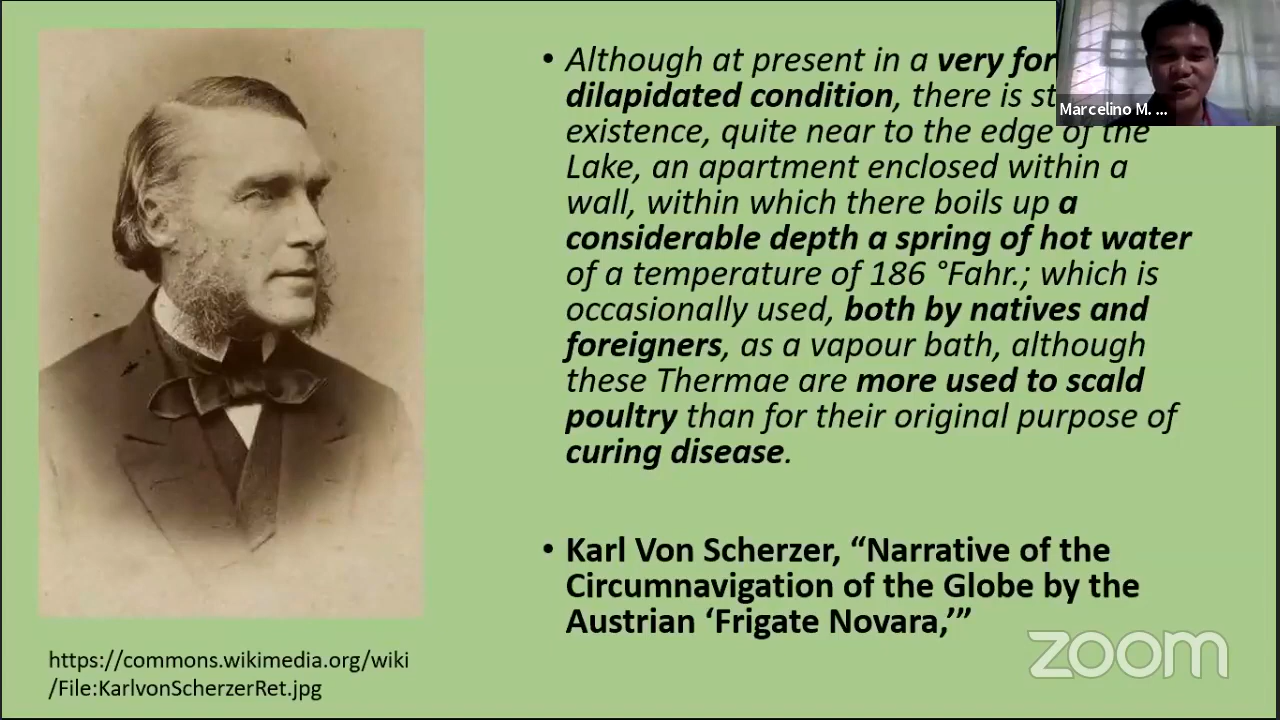 • Although at present in a very for
dilapidated condition, there is st
existence, quite near to the edge of the
Lake, an apartment enclosed within a
wall, within which there boils up a
considerable depth a spring of hot water
of a temperature of 186 °Fahr.; which is
occasionally used, both by natives and
foreigners, as a vapour bath, although
these Thermae are more used to scald
poultry than for their original purpose of
curing disease.
• Karl Von Scherzer, “Narrative of the
Circumnavigation of the Globe by the
Austrian ‘Frigate Novara,’”
https://commons.wikimedia.org/wiki
/File:KarlvonScherzerRet.jpg
Marcelino M. ...
zoom